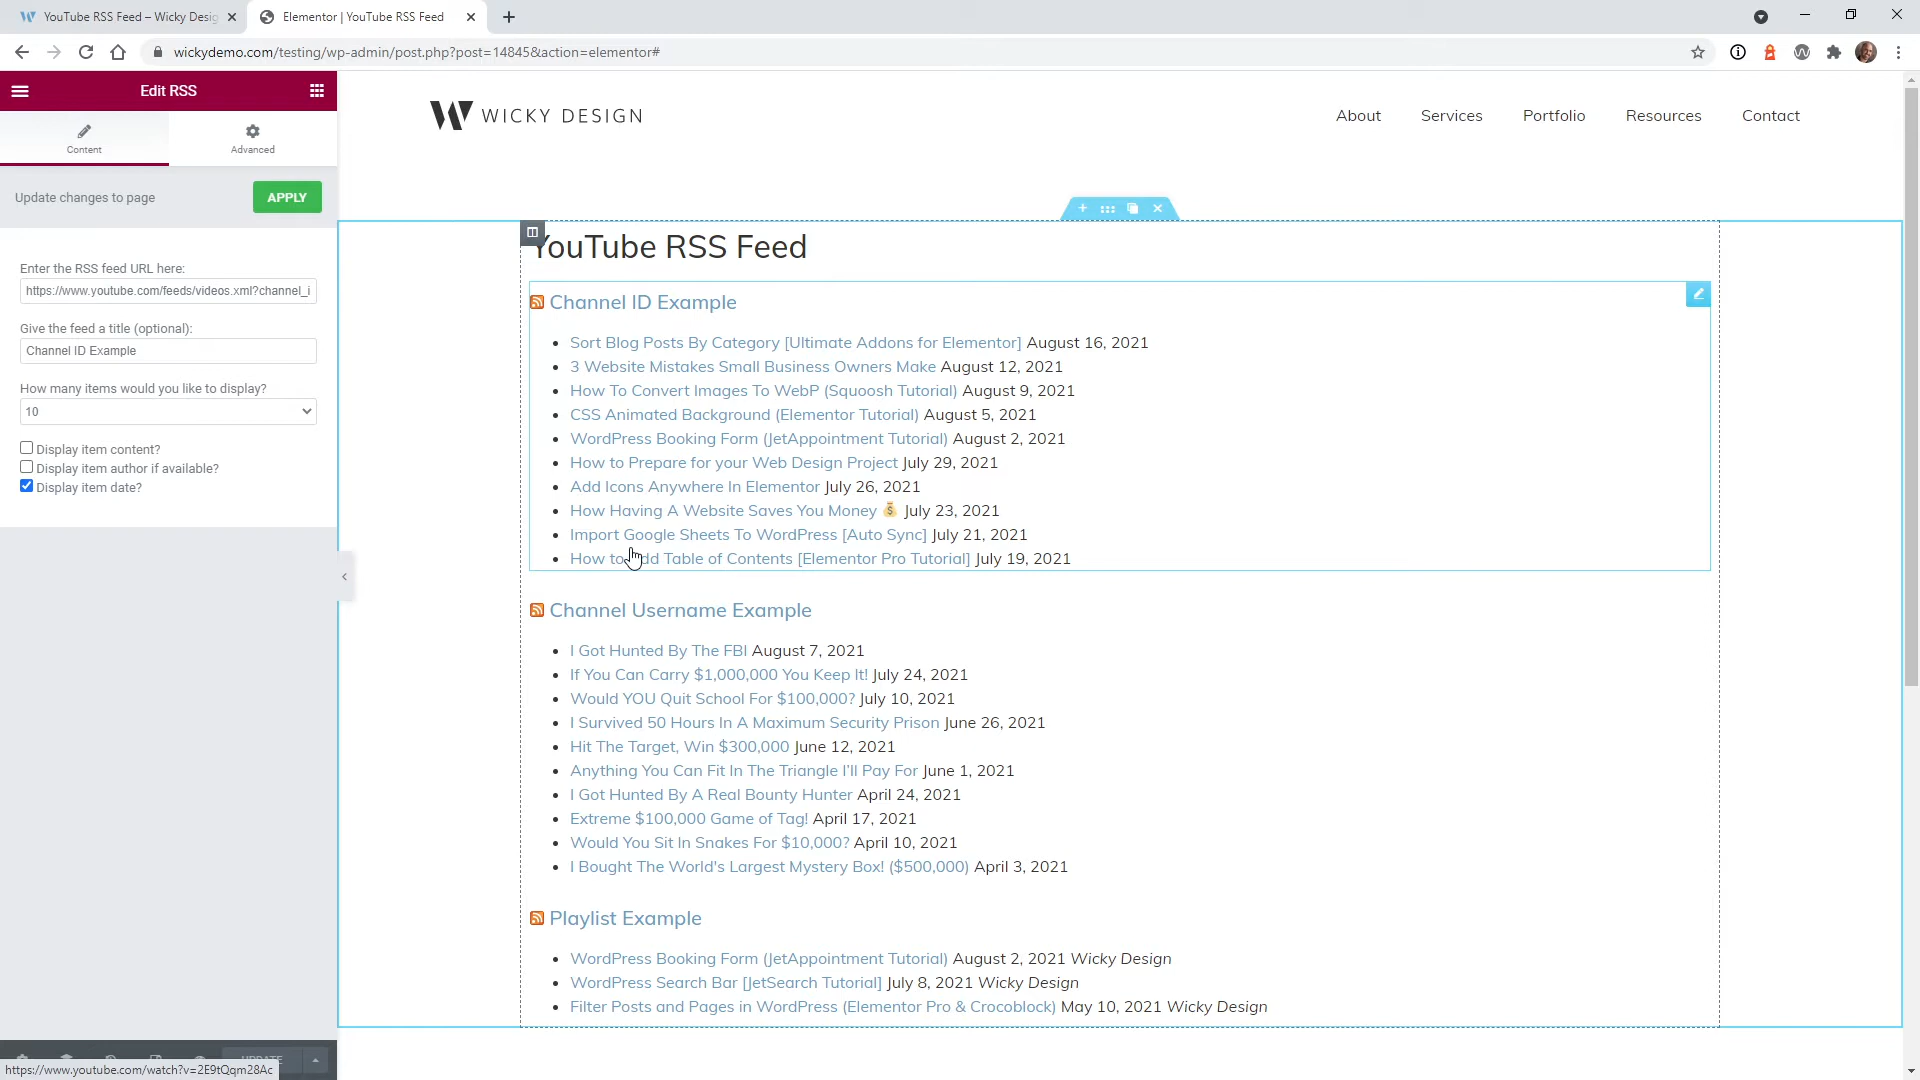 YouTube RSS Feed – Wicky Desig
Elementor | YouTube RSS Feed
wickydemo.com/testing/wp-admin/post.php?post=14845&action=elementor#
Edit RSS
Content
Advanced
Update changes to page
APPLY
Enter the RSS feed URL here:
https://www.youtube.com/feeds/videos.xml?channel_i
Give the feed a title (optional):
Channel ID Example
How many items would you like to display?
10
Display item content?
Display item author if available?
Display item date?
UPDATE
https://www.youtube.com/watch?v=2E9tQqm28Ac
WICKY DESIGN
About Services Portfolio Resources Contact
YouTube RSS Feed
Channel ID Example
Sort Blog Posts By Category [Ultimate Addons for Elementor] August 16, 2021
3 Website Mistakes Small Business Owners Make August 12, 2021
How To Convert Images To WebP (Squoosh Tutorial) August 9, 2021
CSS Animated Background (Elementor Tutorial) August 5, 2021
WordPress Booking Form (JetAppointment Tutorial) August 2, 2021
How to Prepare for your Web Design Project July 29, 2021
Add Icons Anywhere In Elementor July 26, 2021
How Having A Website Saves You Money 💰 July 23, 2021
Import Google Sheets To WordPress [Auto Sync] July 21, 2021
How to Add Table of Contents [Elementor Pro Tutorial] July 19, 2021
Channel Username Example
I Got Hunted By The FBI August 7, 2021
If You Can Carry $1,000,000 You Keep It! July 24, 2021
Would YOU Quit School For $100,000? July 10, 2021
I Survived 50 Hours In A Maximum Security Prison June 26, 2021
Hit The Target, Win $300,000 June 12, 2021
Anything You Can Fit In The Triangle I'll Pay For June 1, 2021
I Got Hunted By A Real Bounty Hunter April 24, 2021
Extreme $100,000 Game of Tag! April 17, 2021
Would You Sit In Snakes For $10,000? April 10, 2021
I Bought The World's Largest Mystery Box! ($500,000) April 3, 2021
Playlist Example
WordPress Booking Form (JetAppointment Tutorial) August 2, 2021 Wicky Design
WordPress Search Bar [JetSearch Tutorial] July 8, 2021 Wicky Design
Filter Posts and Pages in WordPress (Elementor Pro & Crocoblock) May 10, 2021 Wicky Design